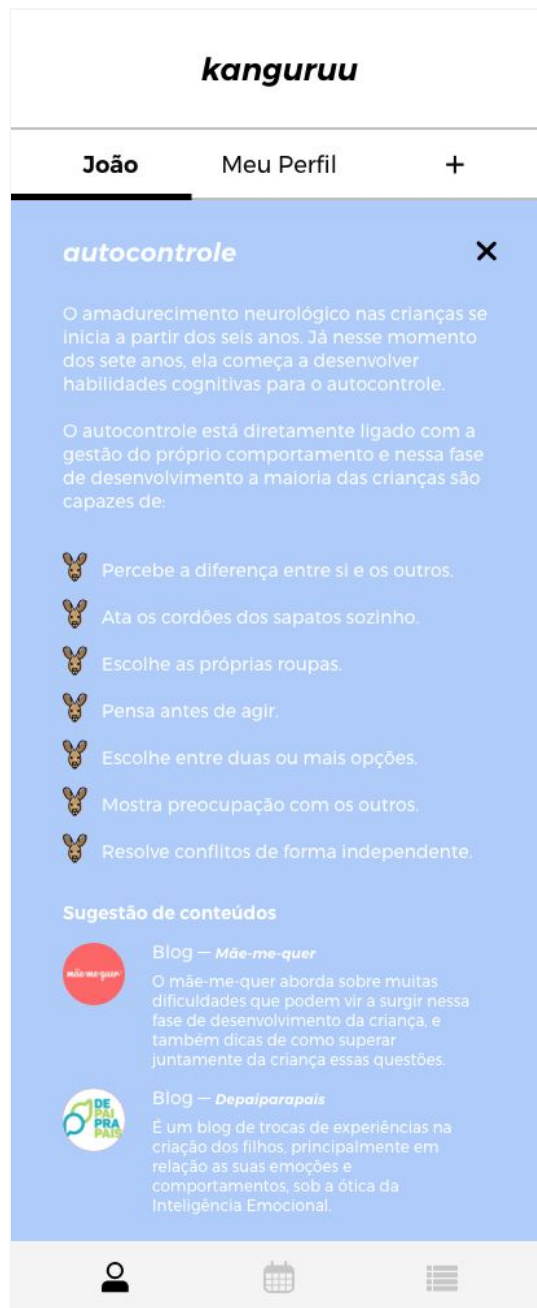 kanguruu
João
Meu Perfil
+
autocontrole
O amadurecimento neurológico nas crianças se
inicia a partir dos seis anos. Já nesse momento
dos sete anos, ela começa a desenvolver
habilidades cognitivas para o autocontrole.
O autocontrole está diretamente ligado com a
gestão do próprio comportamento e nessa fase
de desenvolvimento a maioria das crianças são
capazes de:
Percebe a diferença entre si e os outros.
Ata os cordões dos sapatos sozinho.
Escolhe as próprias roupas.
Pensa antes de agir.
Escolhe entre duas ou mais opções.
Mostra preocupação com os outros.
Resolve conflitos de forma independente.
Sugestão de conteúdos
mãe-me-quer
Blog — Mãe-me-quer
O mãe-me-quer aborda sobre muitas
dificuldades que podem vir a surgir nessa
fase de desenvolvimento da criança, e
também dicas de como superar
juntamente da criança essas questões.
DE
PAI
PRA
PAIS
Blog — Depaiparapais
É um blog de trocas de experiências na
criação dos filhos, principalmente em
relação as suas emoções e
comportamentos, sob a ótica da
Inteligência Emocional.